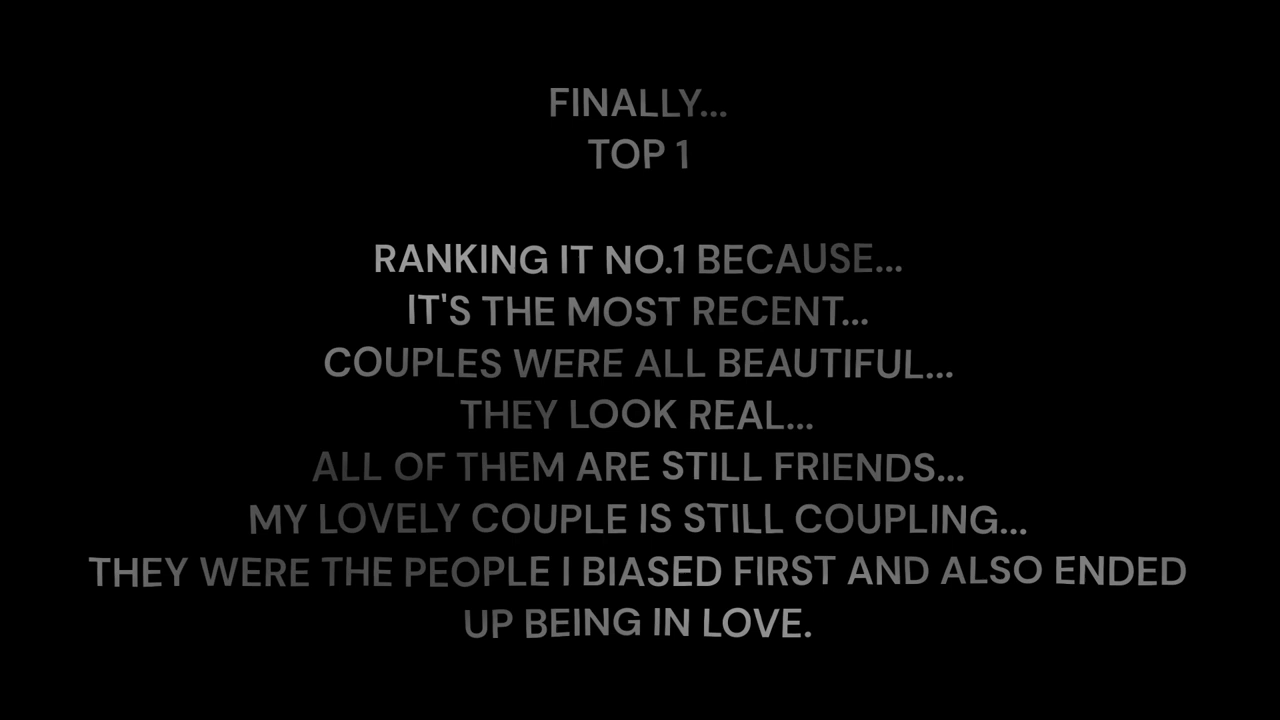 FINALLY...
TOP 1
RANKING IT NO.1 BECAUSE...
IT'S THE MOST RECENT...
COUPLES WERE ALL BEAUTIFUL...
THEY LOOK REAL...
ALL OF THEM ARE STILL FRIENDS...
MY LOVELY COUPLE IS STILL COUPLING...
THEY WERE THE PEOPLE I BIASED FIRST AND ALSO ENDED
UP BEING IN LOVE.